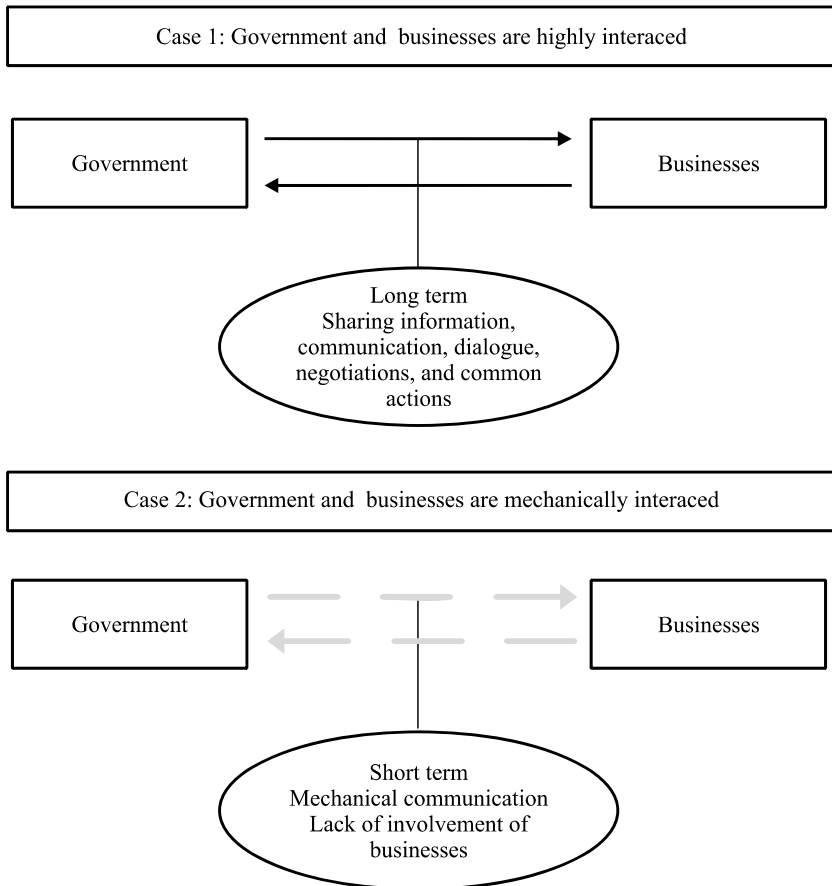 Case 1: Government and businesses are highly interaced
Government
Businesses
Long term
Sharing information,
communication, dialogue,
negotiations, and common
actions
Case 2: Government and businesses are mechanically interaced
Government
Businesses
Short term
Mechanical communication
Lack of involvement of
businesses